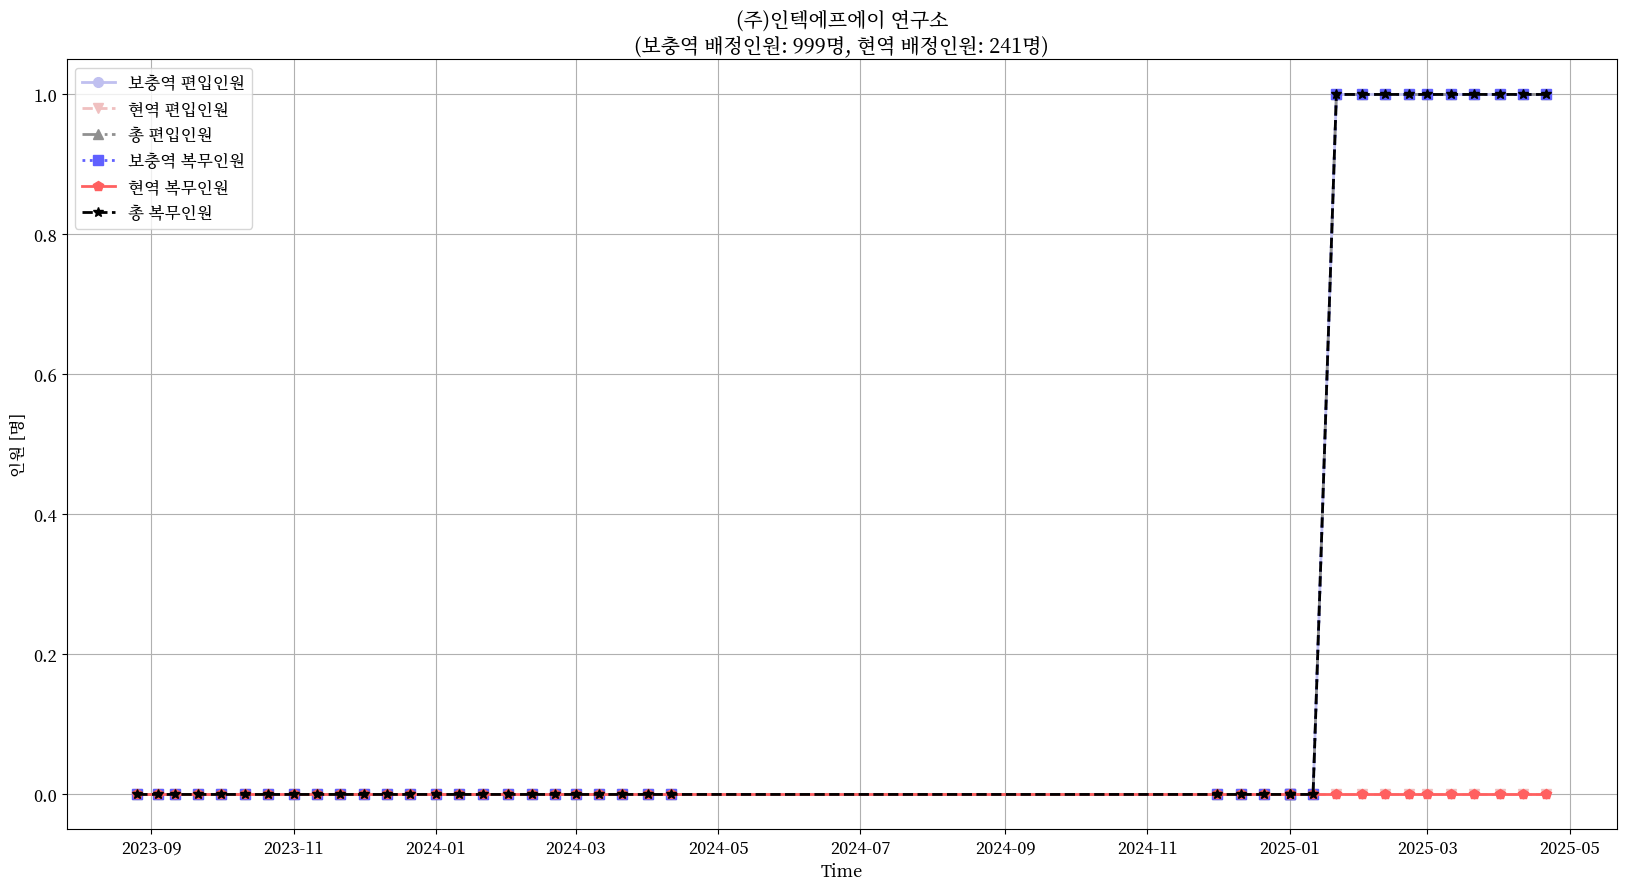 (주)인텍에프에이 연구소
(보충역 배정인원: 999명, 현역 배정인원: 241명)
보충역 편입인원
현역 편입인원
총 편입인원
보충역 복무인원
현역 복무인원
총 복무인원
1.0
0.8
0.6
0.4
0.2
0.0
인원 [명]
2023-09
2023-11
2024-01
2024-03
2024-05
2024-07
2024-09
2024-11
2025-01
2025-03
2025-05
Time